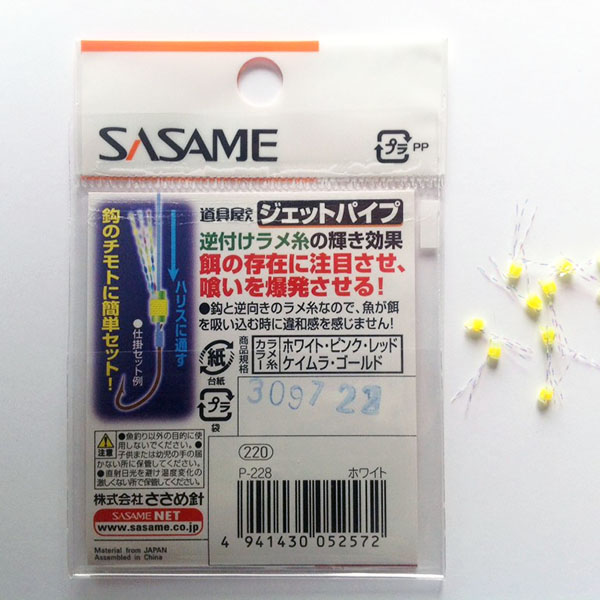 SASAME
プラ PP
道具屋さん ジェットパイプ
逆付けラメ糸の輝き効果
餌の存在に注目させ、
喰いを爆発させる!
●鈎と逆向きのラメ糸なので、魚が餌
を吸い込む時に違和感を感じません!
鈎のチモトに簡単セット!
ハリスに通す
●仕掛セット例
紙
台紙
プラ
袋
商品規格
カラー
ラメ糸
ホワイト・ピンク・レッド
ケイムラ・ゴールド
3097 22
注意
●魚釣り以外の目的に使
用しないでください。●
子供または幼児の手の届
かない所に保管してください。
●直射日光を避け温度変化の
激しくない所で保管してください。
株式会社ささめ針
SASAME NET
www.sasame.co.jp
Material from JAPAN
Assembled in China
220
P-228 ホワイト
4 941430 052572